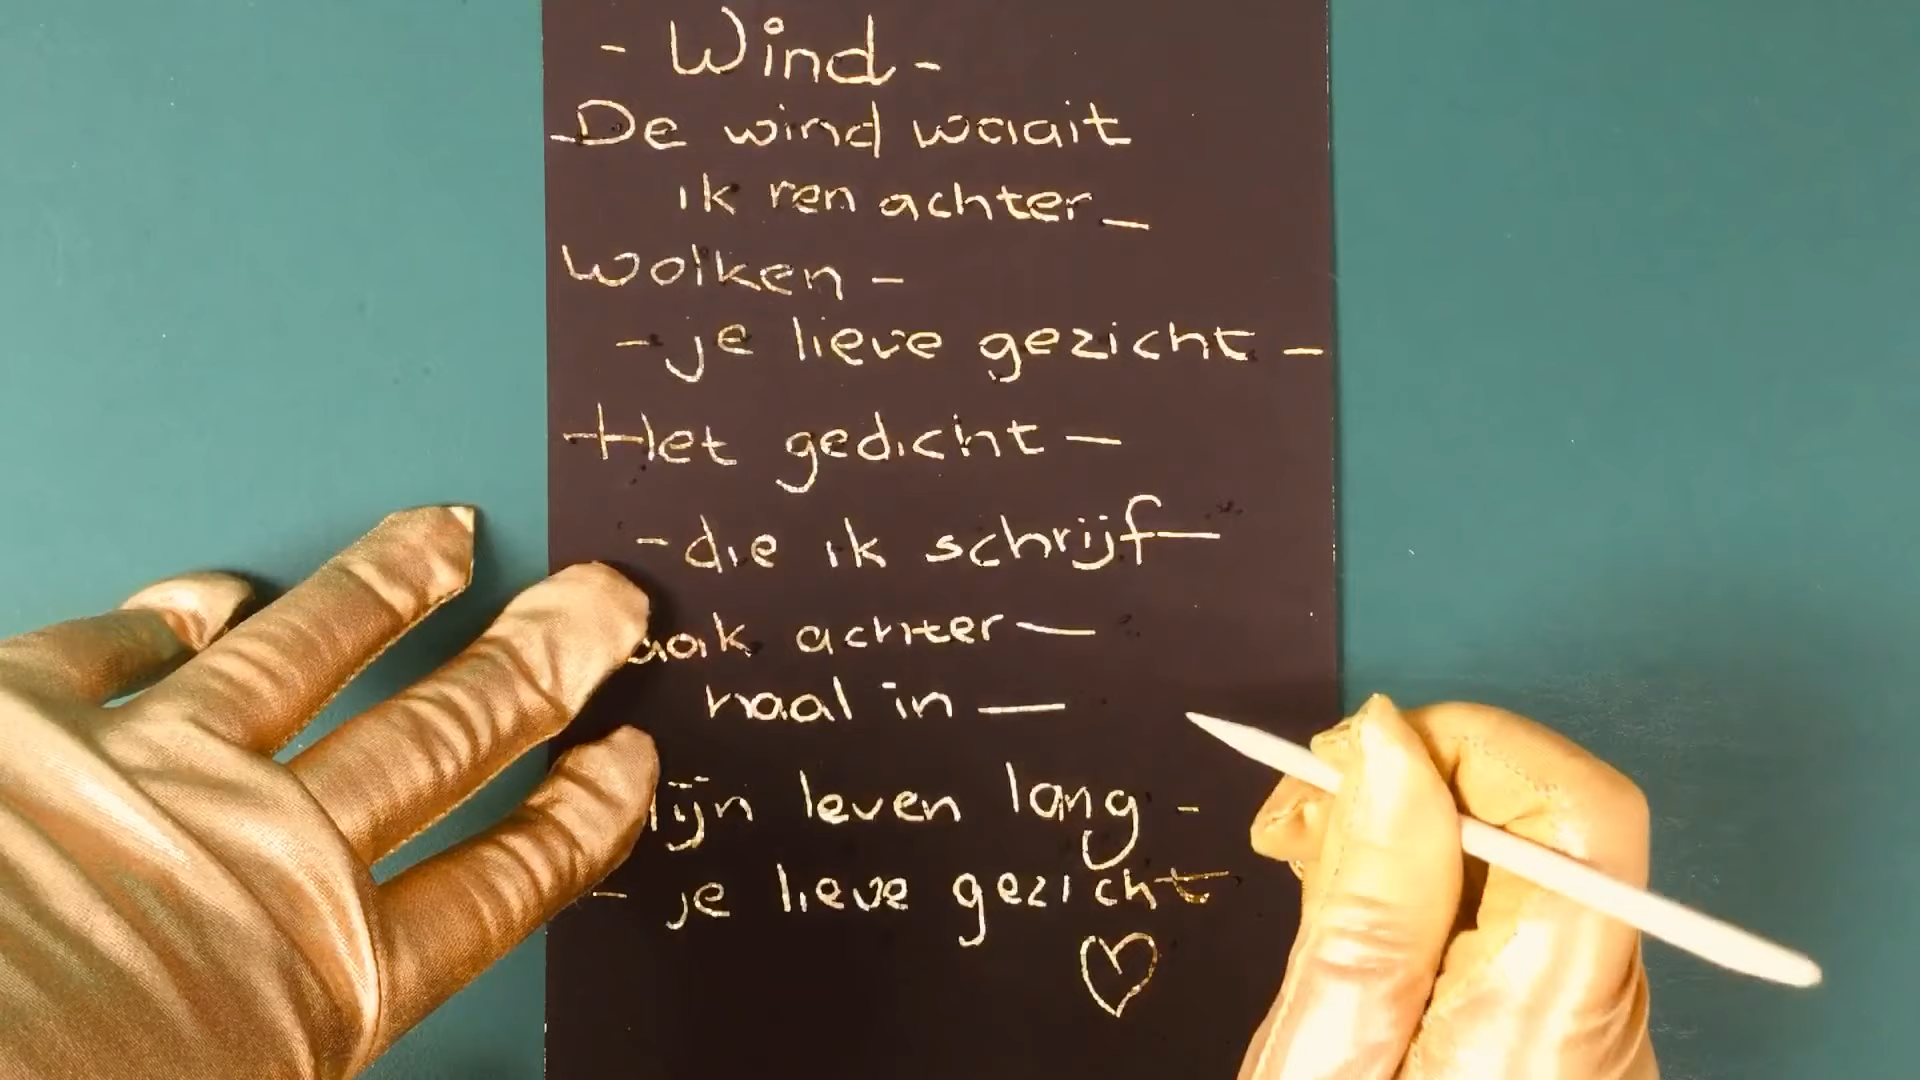 - Wind -
De wind waait
ik ren achter_
wolken -
- je lieve gezicht -
Het gedicht -
- die ik schrijf -
achter -
haal in -
leven lang -
- je lieve gezicht